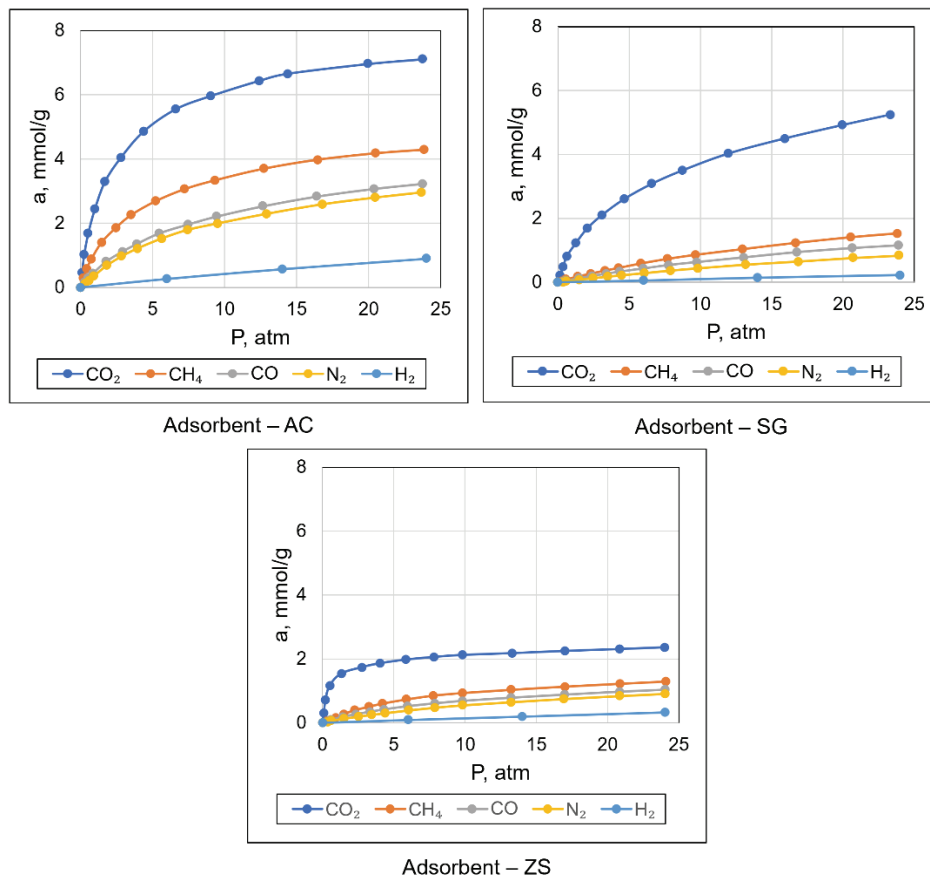 8
6
4
2
0
a, mmol/g
0 5 10 15 20 25
P, atm
CO₂ CH₄ CO N₂ H₂
Adsorbent – AC
8
6
4
2
0
a, mmol/g
0 5 10 15 20 25
P, atm
CO₂ CH₄ CO N₂ H₂
Adsorbent – SG
8
6
4
2
0
a, mmol/g
0 5 10 15 20 25
P, atm
CO₂ CH₄ CO N₂ H₂
Adsorbent – ZS